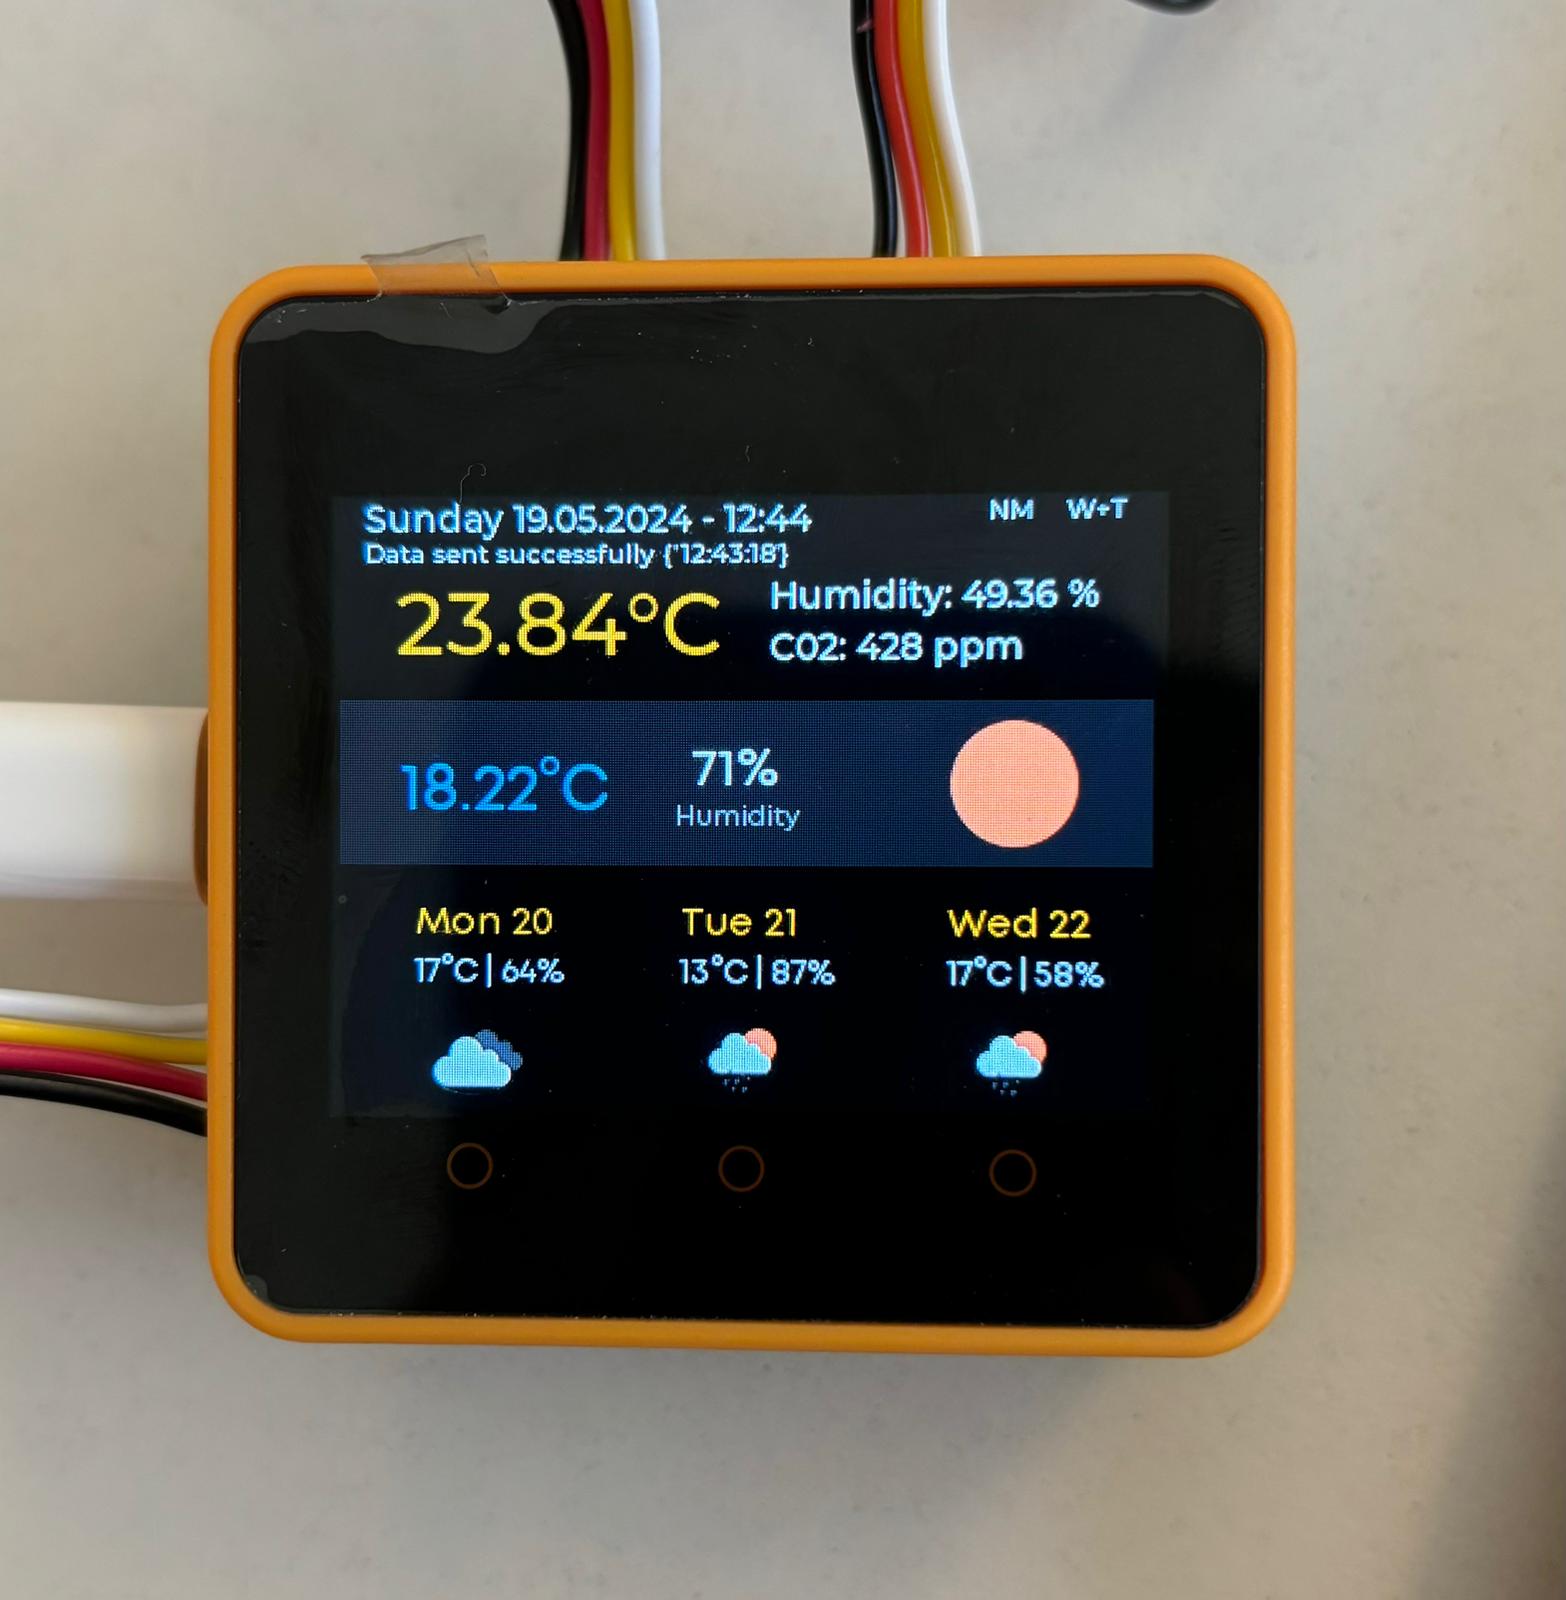 Sunday 19.05.2024 - 12:44 NM W+T
Data sent successfully {"12:43:18'}
23.84°C Humidity: 49.36 %
C02: 428 ppm
18.22°C 71%
Humidity
Mon 20 Tue 21 Wed 22
17°C|64% 13°C|87% 17°C|58%